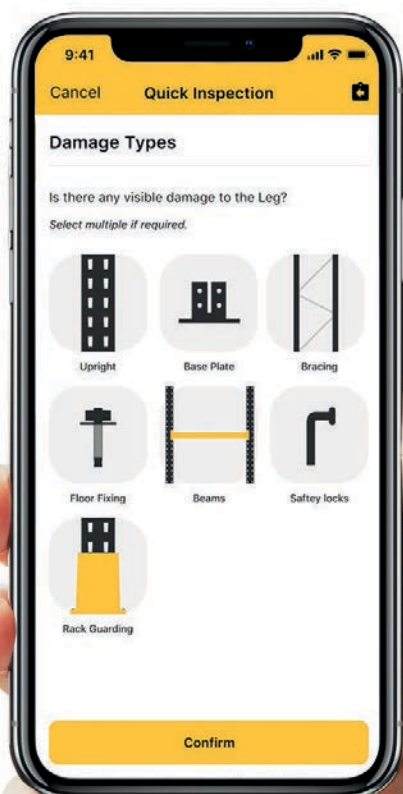 9:41
Cancel Quick Inspection
Damage Types
Is there any visible damage to the Leg?
Select multiple if required.
Upright Base Plate Bracing
Floor Fixing Beams Saftey locks
Rack Guarding
Confirm